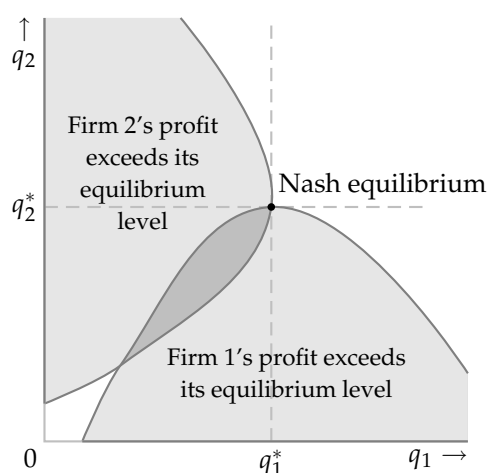 ↑
q₂
Firm 2's profit
exceeds its
equilibrium
level
Nash equilibrium
q₂*
Firm 1's profit exceeds
its equilibrium level
0
q₁*
q₁ →